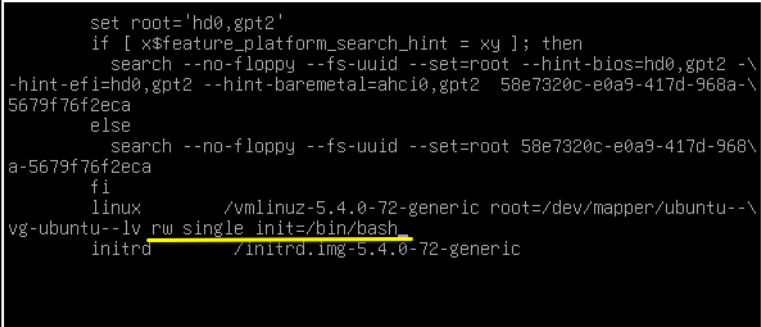 set root='hd0,gpt2'
if [ x$feature_platform_search_hint = xy ]; then
search --no-floppy --fs-uuid --set=root --hint-bios=hd0,gpt2 -\
-hint-efi=hd0,gpt2 --hint-baremetal=ahci0,gpt2 58e7320c-e0a9-417d-968a-\
5679f76f2eca
else
search --no-floppy --fs-uuid --set=root 58e7320c-e0a9-417d-968\
a-5679f76f2eca
fi
linux /vmlinuz-5.4.0-72-generic root=/dev/mapper/ubuntu--\
vg-ubuntu--lv rw single init=/bin/bash_
initrd /initrd.img-5.4.0-72-generic